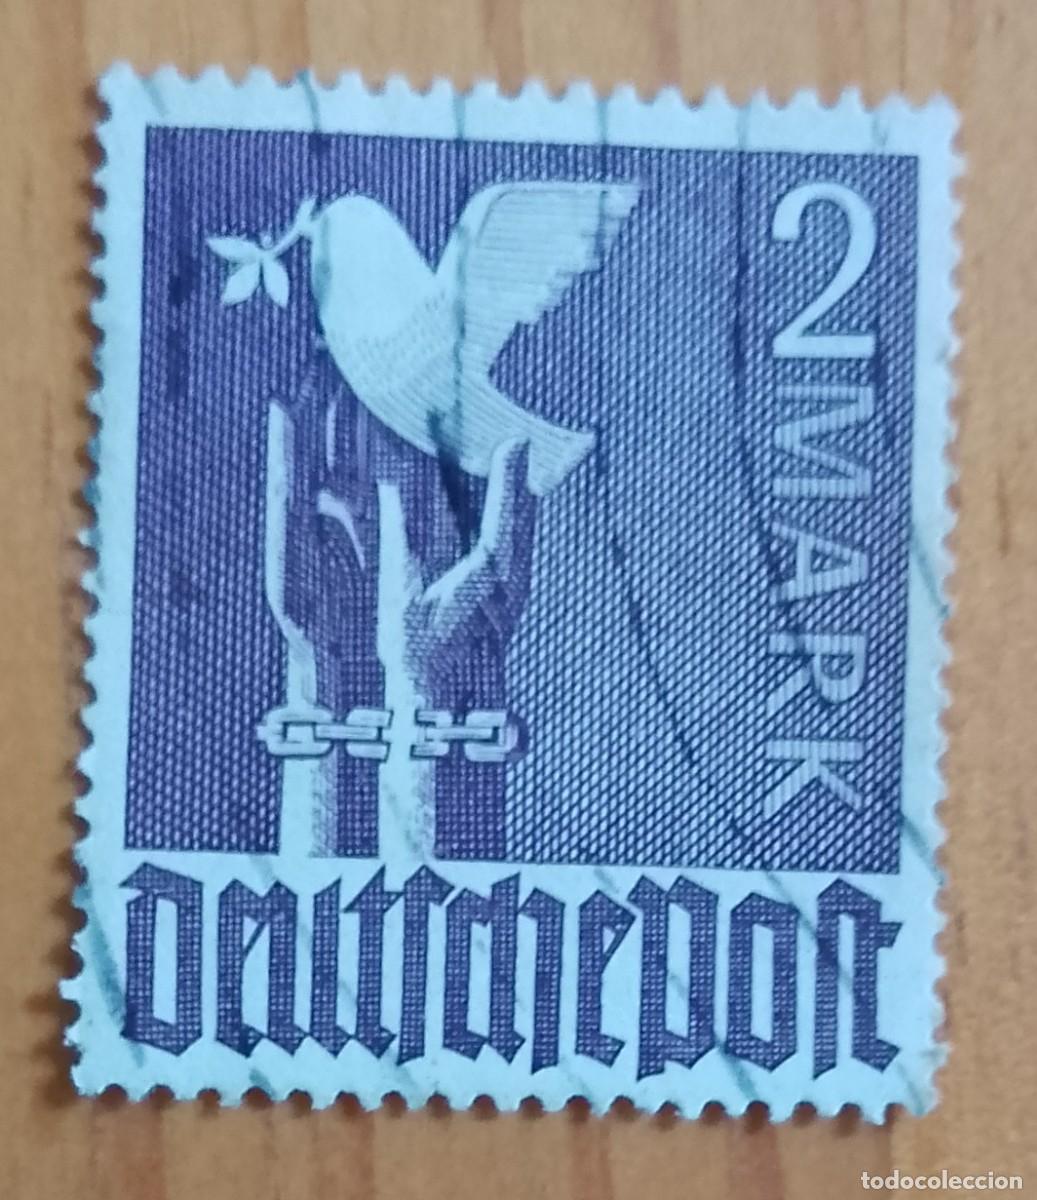 2 MARK
Deutsche Post
todocoleccion